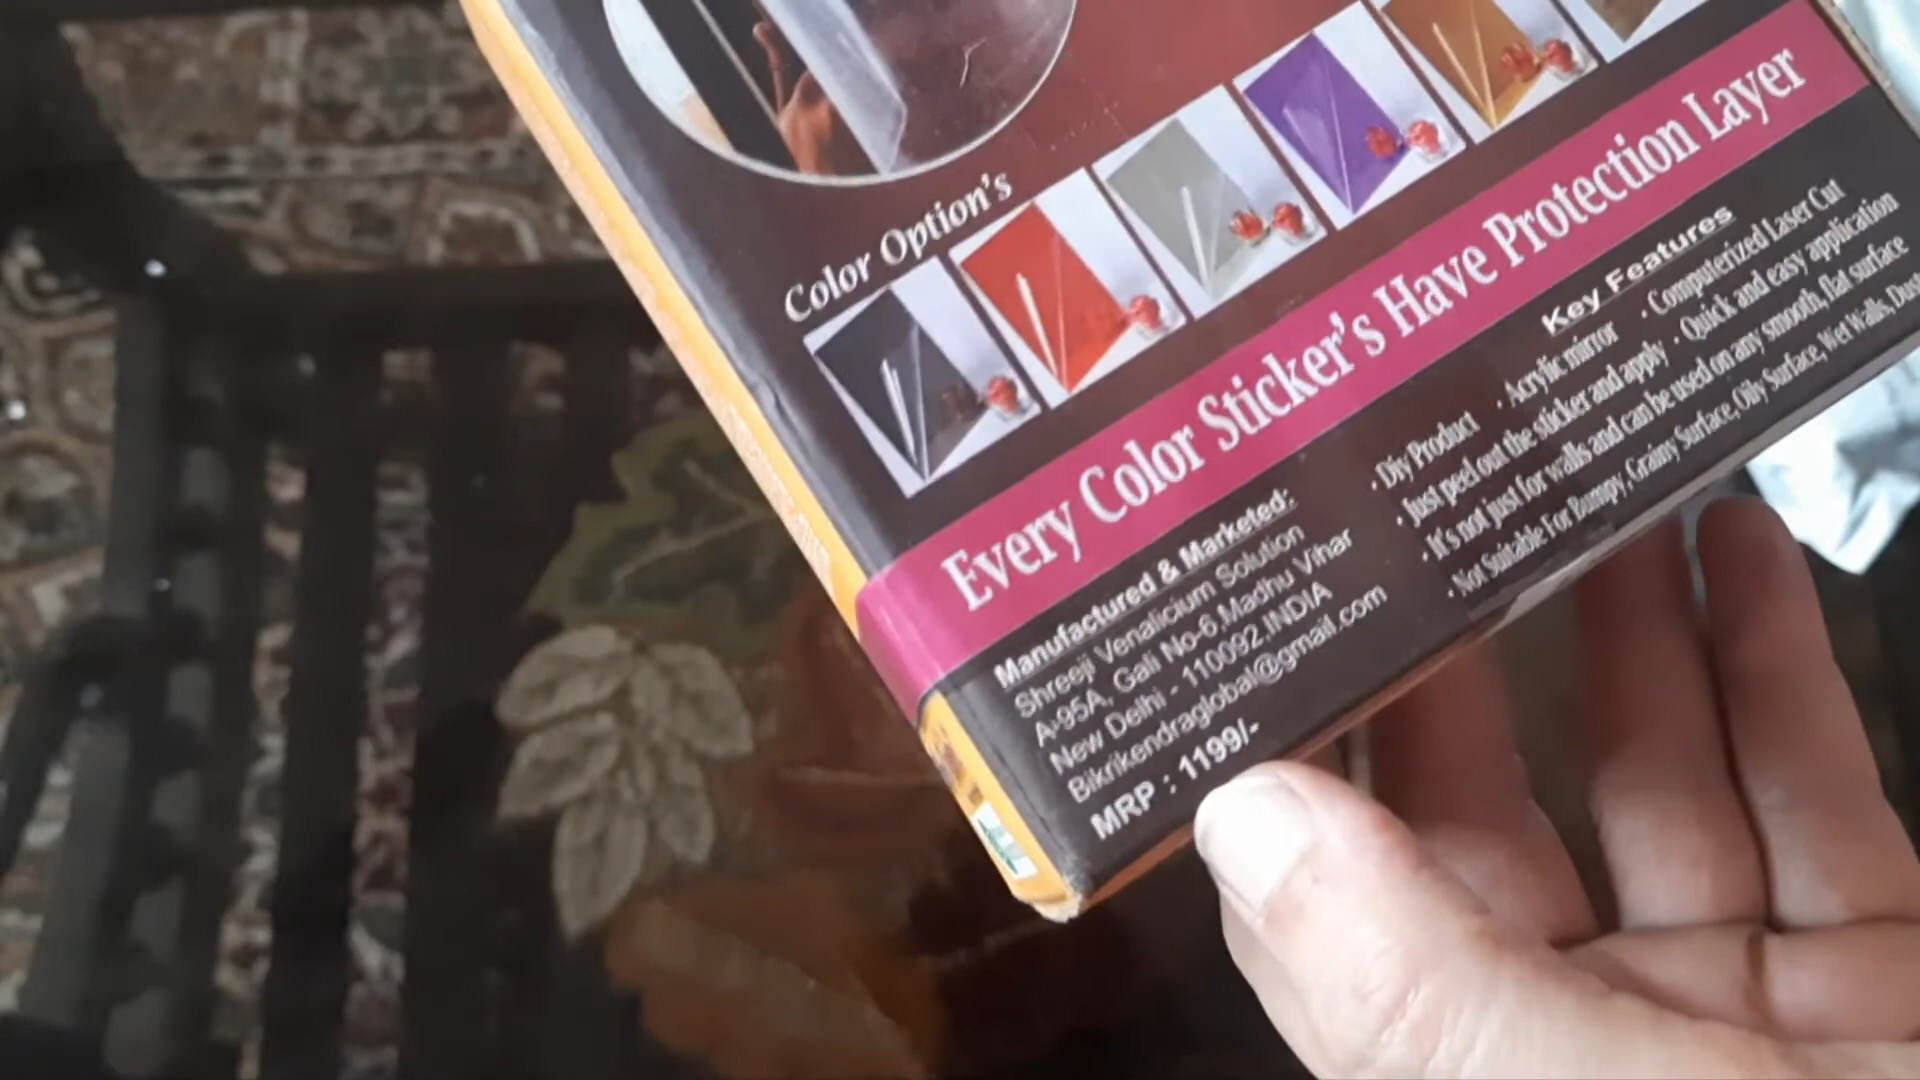 Color Option's
Every Color Sticker's Have Protection Layer
Manufactured & Marketed:
Shreeji Venalicium Solution
A-95A, Gali No-6,Madhu Vihar
New Delhi - 110092,INDIA
Bikrikendraglobal@gmail.com
MRP : 1199/-
Key Features
· Diy Product · Acrylic mirror · Computerized Laser Cut
· Just peel out the sticker and apply · Quick and easy application
· It's not just for walls and can be used on any smooth, flat surface
· Not Suitable For Bumpy, Grainy Surface, Oily Surface, Wet Walls,